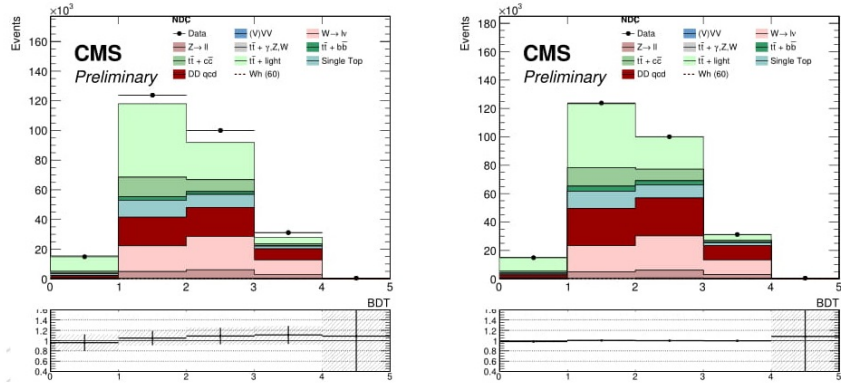 ×10³
Events
NDC
Data
(V)VV
W → lν
Z → ll
tt̄ + γ,Z,W
tt̄ + bb̄
tt̄ + cc̄
tt̄ + light
Single Top
DD qcd
Wh (60)
CMS
Preliminary
160
140
120
100
80
60
40
20
0
0 1 2 3 4 5
BDT
1.6
1.4
1.2
1
0.8
0.6
0.4
0 1 2 3 4 5
×10³
Events
NDC
Data
(V)VV
W → lν
Z → ll
tt̄ + γ,Z,W
tt̄ + bb̄
tt̄ + cc̄
tt̄ + light
Single Top
DD qcd
Wh (60)
CMS
Preliminary
180
160
140
120
100
80
60
40
20
0
0 1 2 3 4 5
BDT
1.6
1.4
1.2
1
0.8
0.6
0.4
0 1 2 3 4 5